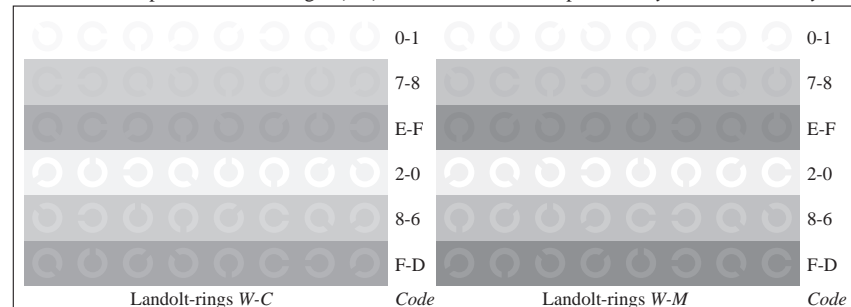 0-1 0-1
7-8 7-8
E-F E-F
2-0 2-0
8-6 8-6
F-D F-D
Landolt-rings W-C Code Landolt-rings W-M Code